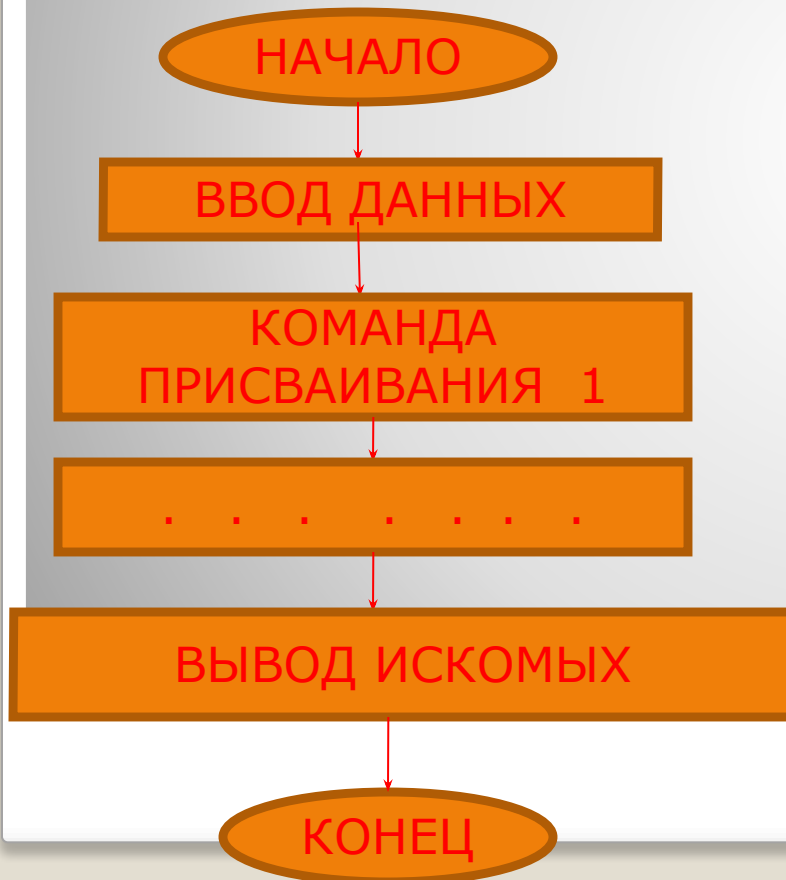 НАЧАЛО
ВВОД ДАННЫХ
КОМАНДА
ПРИСВАИВАНИЯ 1
. . . . . . .
ВЫВОД ИСКОМЫХ
КОНЕЦ